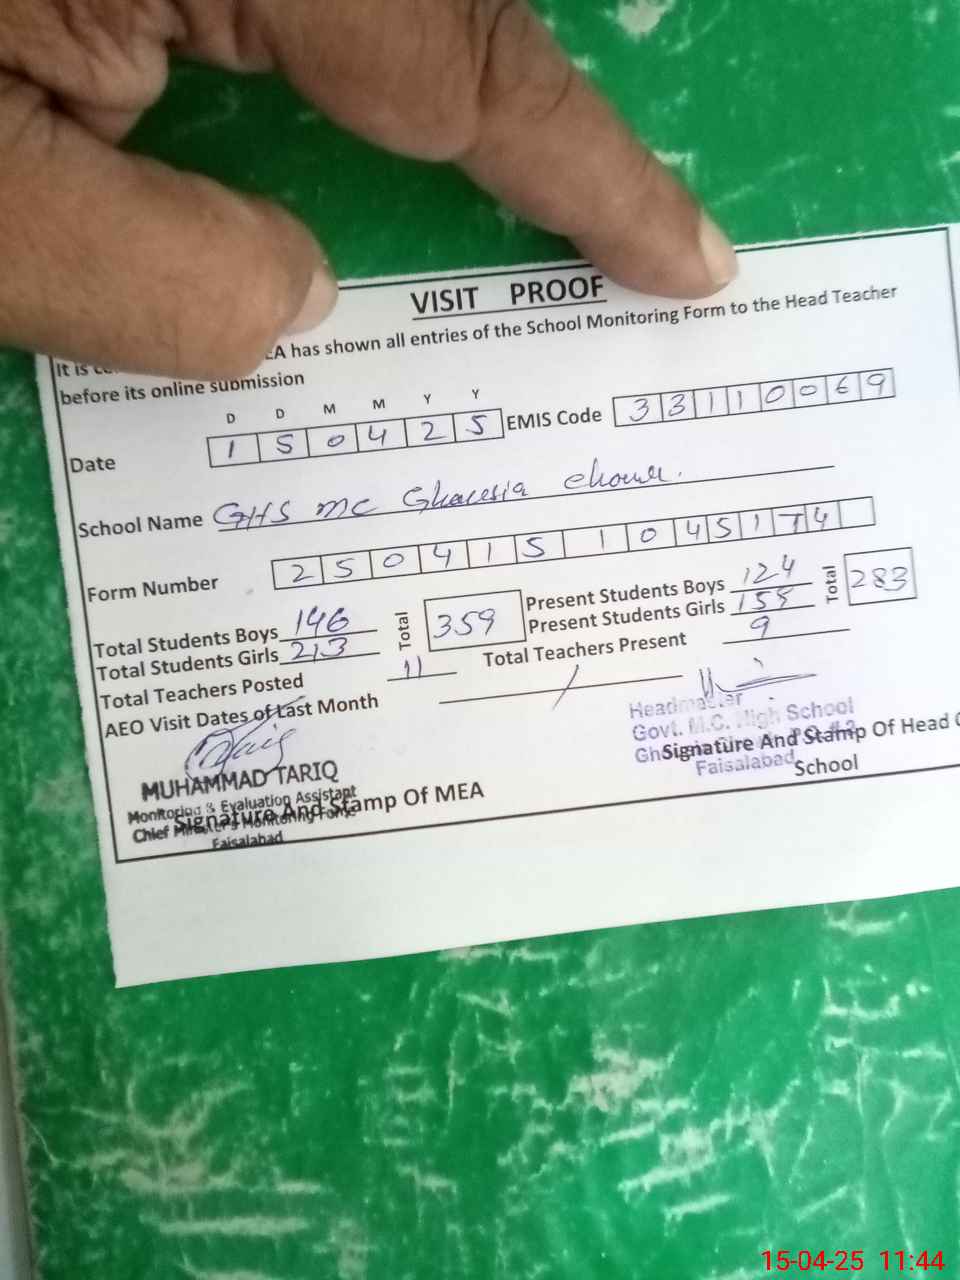 VISIT PROOF
It is EA has shown all entries of the School Monitoring Form to the Head Teacher
before its online submission
D D M M Y Y
Date 1 5 0 4 2 5 EMIS Code 3 3 1 1 0 0 6 9
School Name GHS MC
Form Number 2 5 0 4 1 5 1 0 4 5 1 7 4
Total Students Boys 146 Total 359 Present Students Boys 124 Total 283
Total Students Girls 213 Present Students Girls
Total Teachers Posted 11 Total Teachers Present 9
AEO Visit Dates of Last Month /
Headmaster
Govt. M.C. High School
Signature And Stamp Of Head
Faisalabad
School
MUHAMMAD TARIQ
Monitoring & Evaluation Assistant
Signature And Stamp Of MEA
Chief Minister's Monitoring Force
Faisalabad
15-04-25 11:44